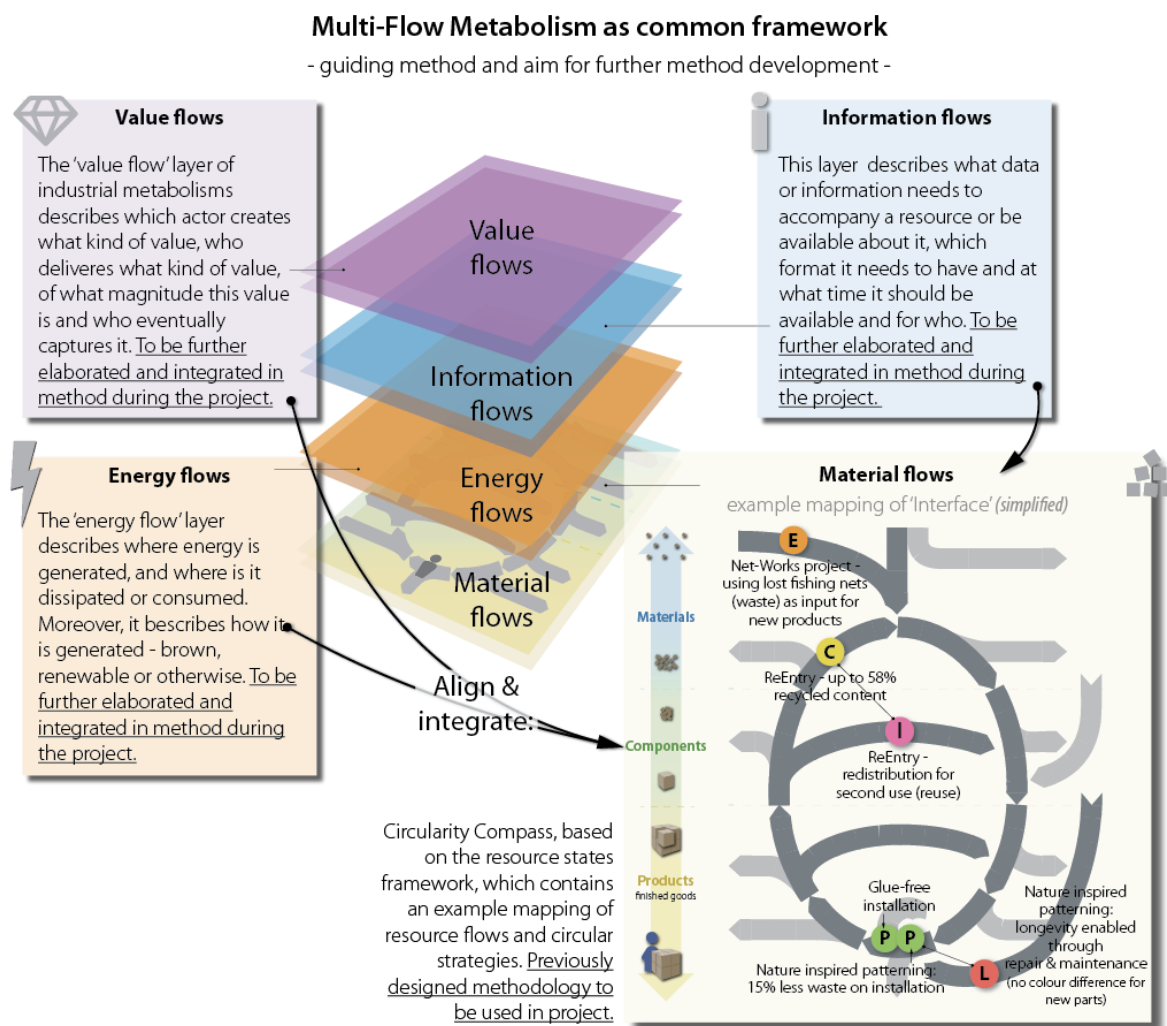 Multi-Flow Metabolism as common framework
- guiding method and aim for further method development -
Value flows
The ‘value flow’ layer of
industrial metabolisms
describes which actor creates
what kind of value, who
deliveres what kind of value,
of what magnitude this value
is and who eventually
captures it. To be further
elaborated and integrated in
method during the project.
Information flows
This layer describes what data
or information needs to
accompany a resource or be
available about it, which
format it needs to have and at
what time it should be
available and for who. To be
further elaborated and
integrated in method during
the project.
Value
flows
Information
flows
Energy
flows
Material
flows
Energy flows
The ‘energy flow’ layer
describes where energy is
generated, and where is it
dissipated or consumed.
Moreover, it bescribes how it
is generated - brown,
renewable or otherwise. To be
further elaborated and
integrated in method during
the project.
Align &
integrate:
Circularity Compass, based
on the resource states
framework, which contains
an example mapping of
resource flows and circular
strategies. Previously
designed methodology to
be used in project.
Material flows
example mapping of ‘Interface’ (simplified)
Materials
Components
Products
finished goods
E
Net-Works project -
using lost fishing nets
(waste) as input for
new products
C
ReEntry - up to 58%
recycled content
I
ReEntry -
redistribution for
second use (reuse)
Glue-free
installation
P P
Nature inspired patterning:
15% less waste on installation
Nature inspired
patterning:
longevity enabled
through
repair & maintenance
(no colour difference for
new parts)
L